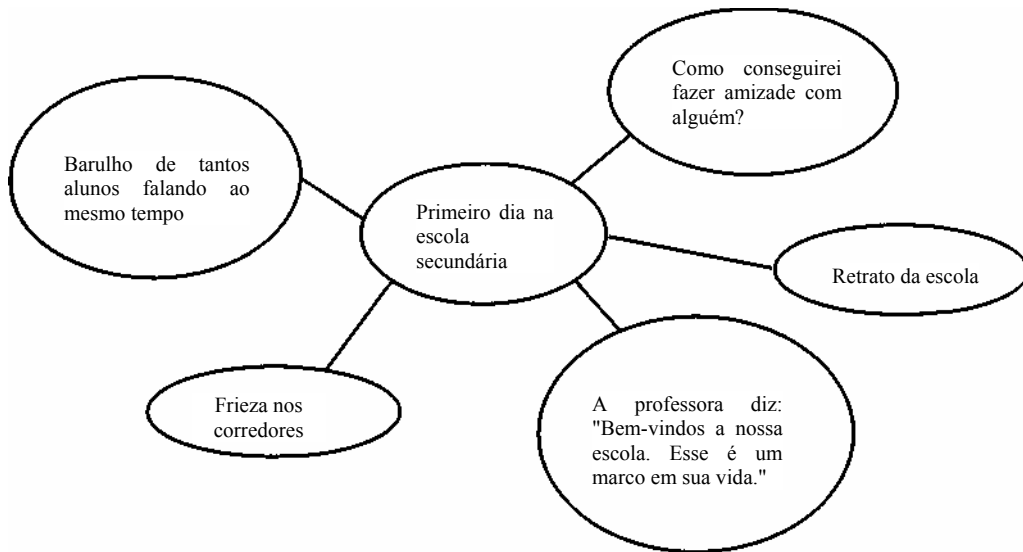 Como conseguirei
fazer amizade com
alguém?
Barulho de tantos
alunos falando ao
mesmo tempo
Primeiro dia na
escola
secundária
Retrato da escola
Frieza nos
corredores
A professora diz:
"Bem-vindos a nossa
escola. Esse é um
marco em sua vida."